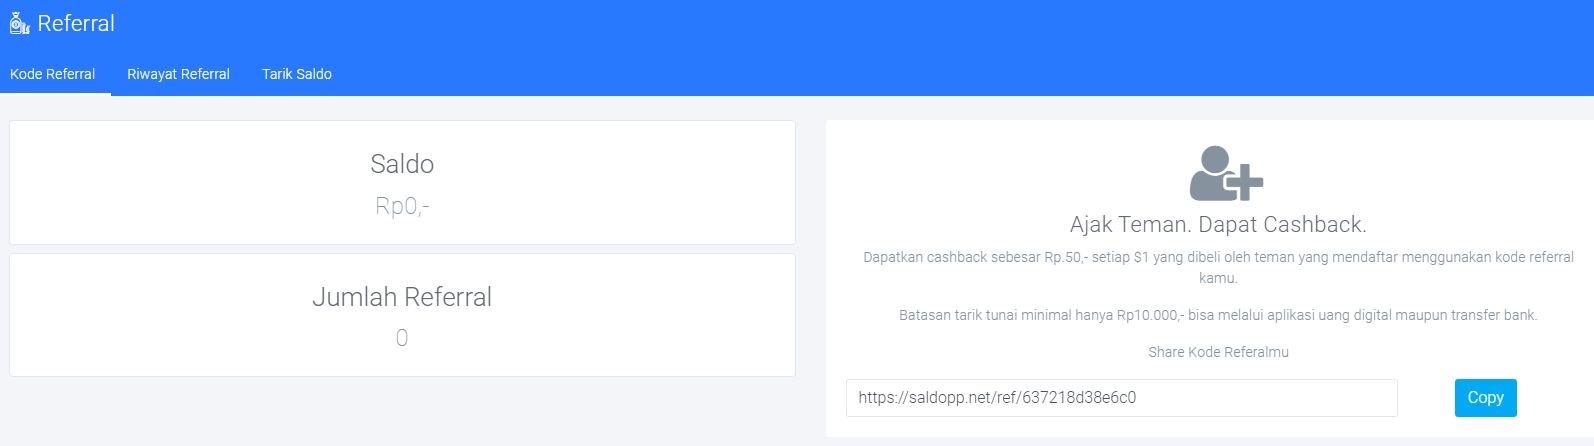 Referral
Kode Referral
Riwayat Referral
Tarik Saldo
Saldo
Rp0,-
Jumlah Referral
0
Ajak Teman. Dapat Cashback.
Dapatkan cashback sebesar Rp.50,- setiap $1 yang dibeli oleh teman yang mendaftar menggunakan kode referral
kamu.
Batasan tarik tunai minimal hanya Rp10.000,- bisa melalui aplikasi uang digital maupun transfer bank.
Share Kode Referalmu
https://saldopp.net/ref/637218d38e6c0
Copy